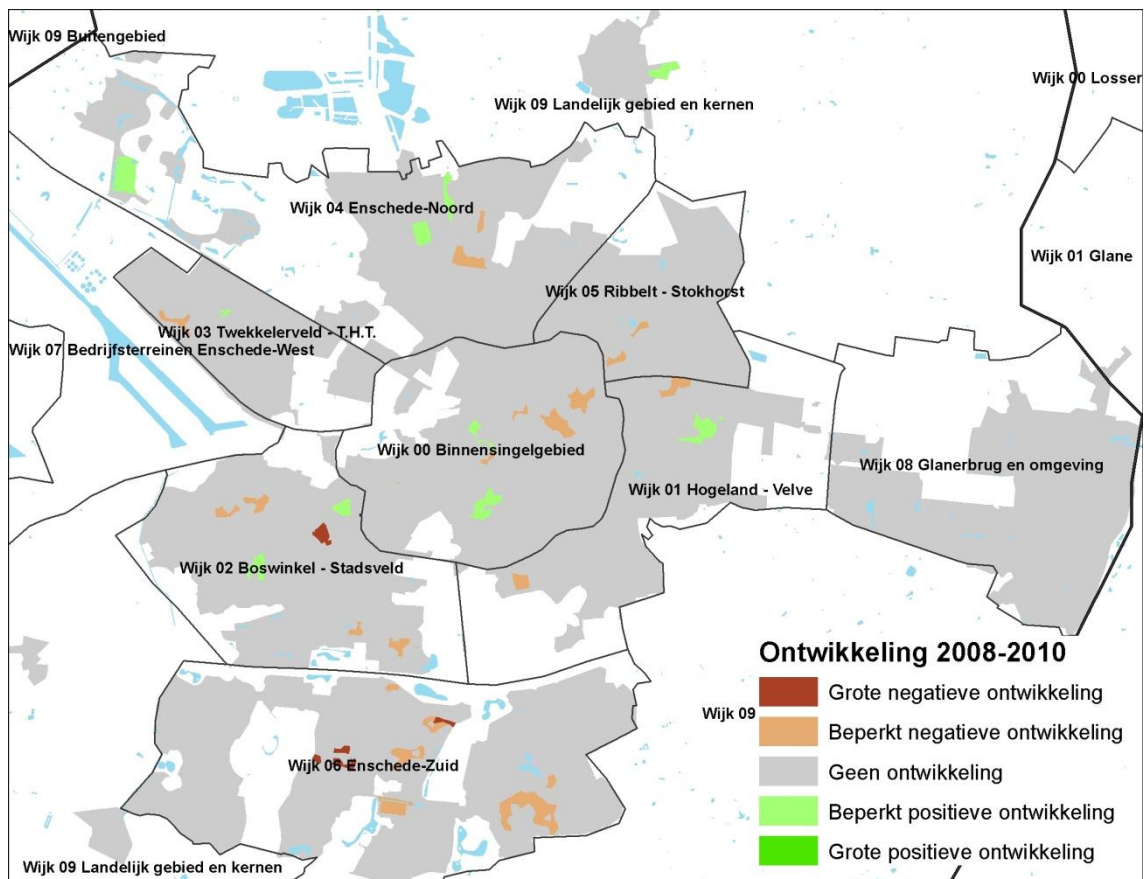 Wijk 09 Buitengebied
Wijk 00 Losser
Wijk 09 Landelijk gebied en kernen
Wijk 04 Enschede-Noord
Wijk 01 Glane
Wijk 05 Ribbelt - Stokhorst
Wijk 03 Twekkelerveld - T.H.T.
Wijk 07 Bedrijfsterreinen Enschede-West
Wijk 00 Binnensingelgebied
Wijk 08 Glanerbrug en omgeving
Wijk 01 Hogeland - Velve
Wijk 02 Boswinkel - Stadsveld
Wijk 09
Wijk 06 Enschede-Zuid
Wijk 09 Landelijk gebied en kernen
Ontwikkeling 2008-2010
Grote negatieve ontwikkeling
Beperkt negatieve ontwikkeling
Geen ontwikkeling
Beperkt positieve ontwikkeling
Grote positieve ontwikkeling